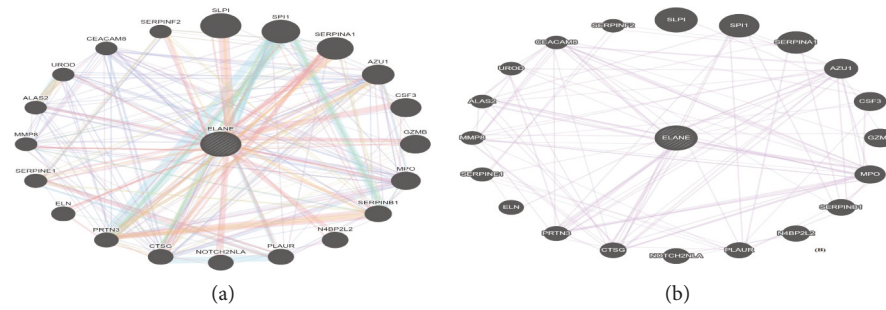 SLPI
SERPINF2
SPI1
CEACAM8
SERPINA1
UROD
AZU1
ALAS2
CSF3
MMP8
ELANE
GZMB
SERPINE1
MPO
ELN
SERPINB1
PRTN3
N4BP2L2
CTSG
PLAUR
NOTCH2NLA
(a)
SLPI
SERPINF2
SPI1
CEACAM8
SERPINA1
UROD
AZU1
ALAS2
CSF3
MMP8
ELANE
GZM
SERPINE1
MPO
ELN
SERPINB1
PRTN3
N4BP2L2
CTSG
PLAUR
NOTCH2NLA
(B)
(b)